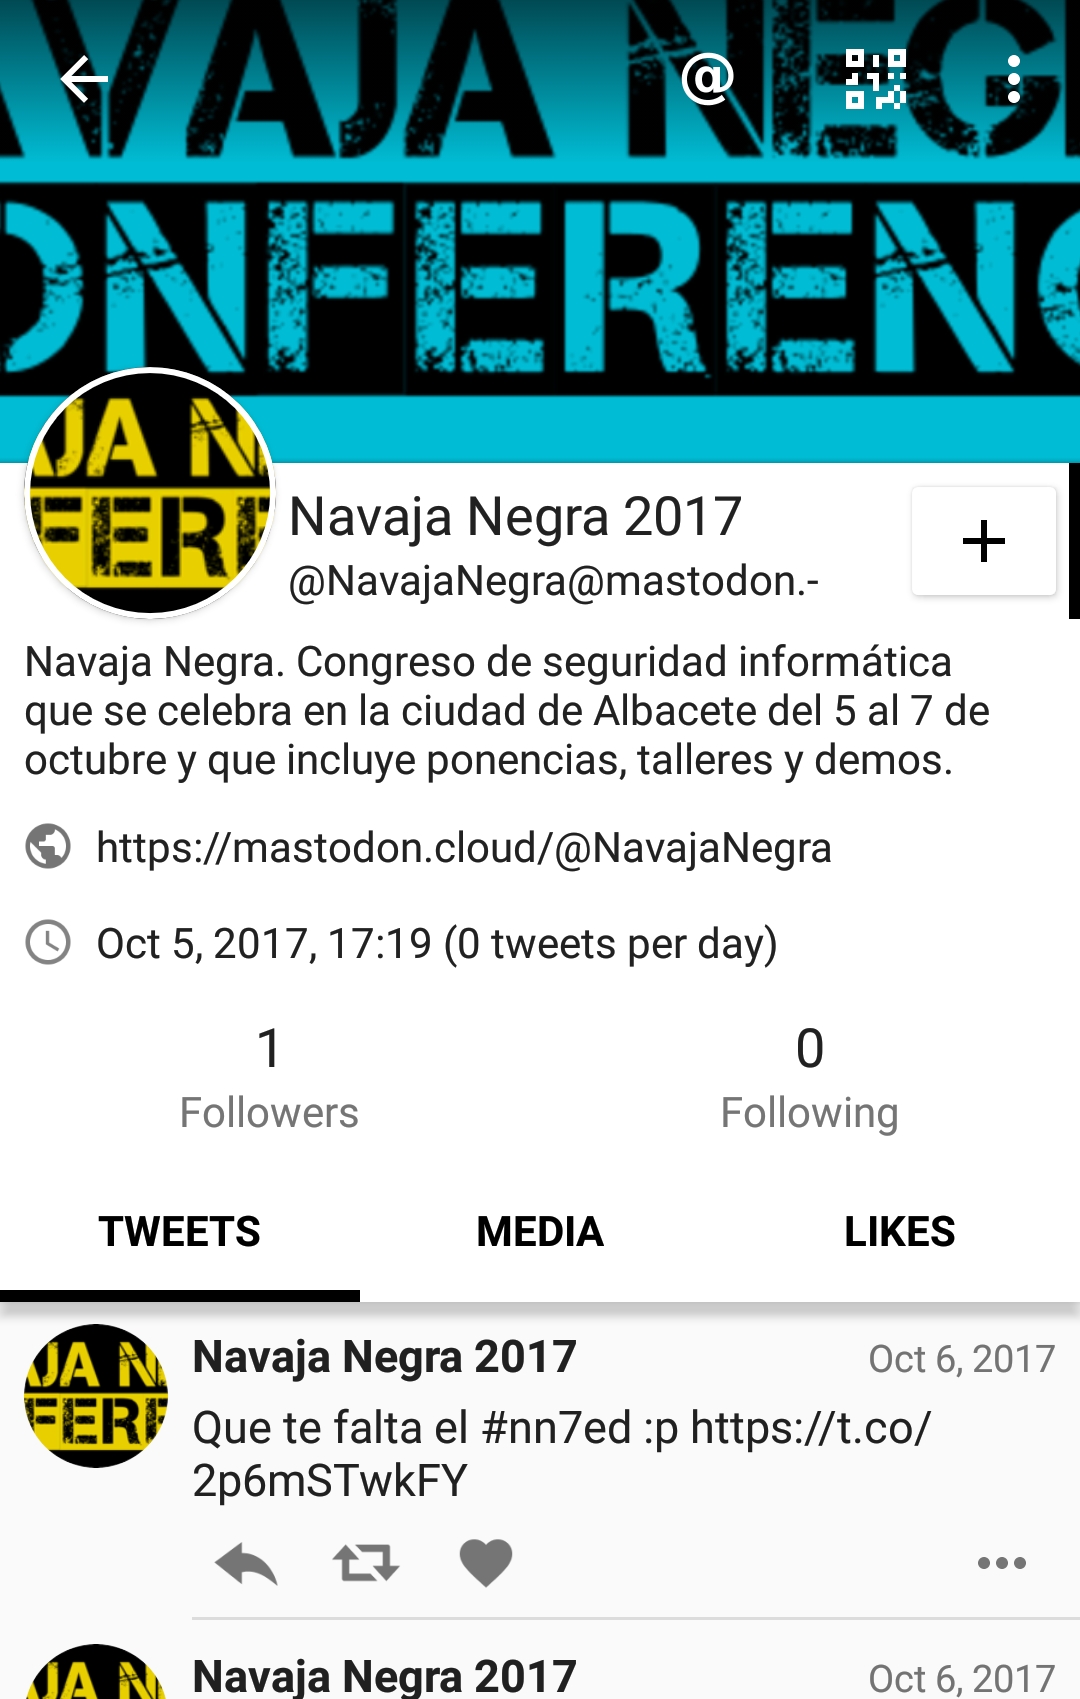 AVAJA NEG
ONFERENC
JA N
FERE
Navaja Negra 2017
@NavajaNegra@mastodon.-
Navaja Negra. Congreso de seguridad informática
que se celebra en la ciudad de Albacete del 5 al 7 de
octubre y que incluye ponencias, talleres y demos.
https://mastodon.cloud/@NavajaNegra
Oct 5, 2017, 17:19 (0 tweets per day)
1
0
Followers
Following
TWEETS
MEDIA
LIKES
JA N
FERE
Navaja Negra 2017
Oct 6, 2017
Que te falta el #nn7ed :p https://t.co/
2p6mSTwkFY
JA N
Navaja Negra 2017
Oct 6, 2017